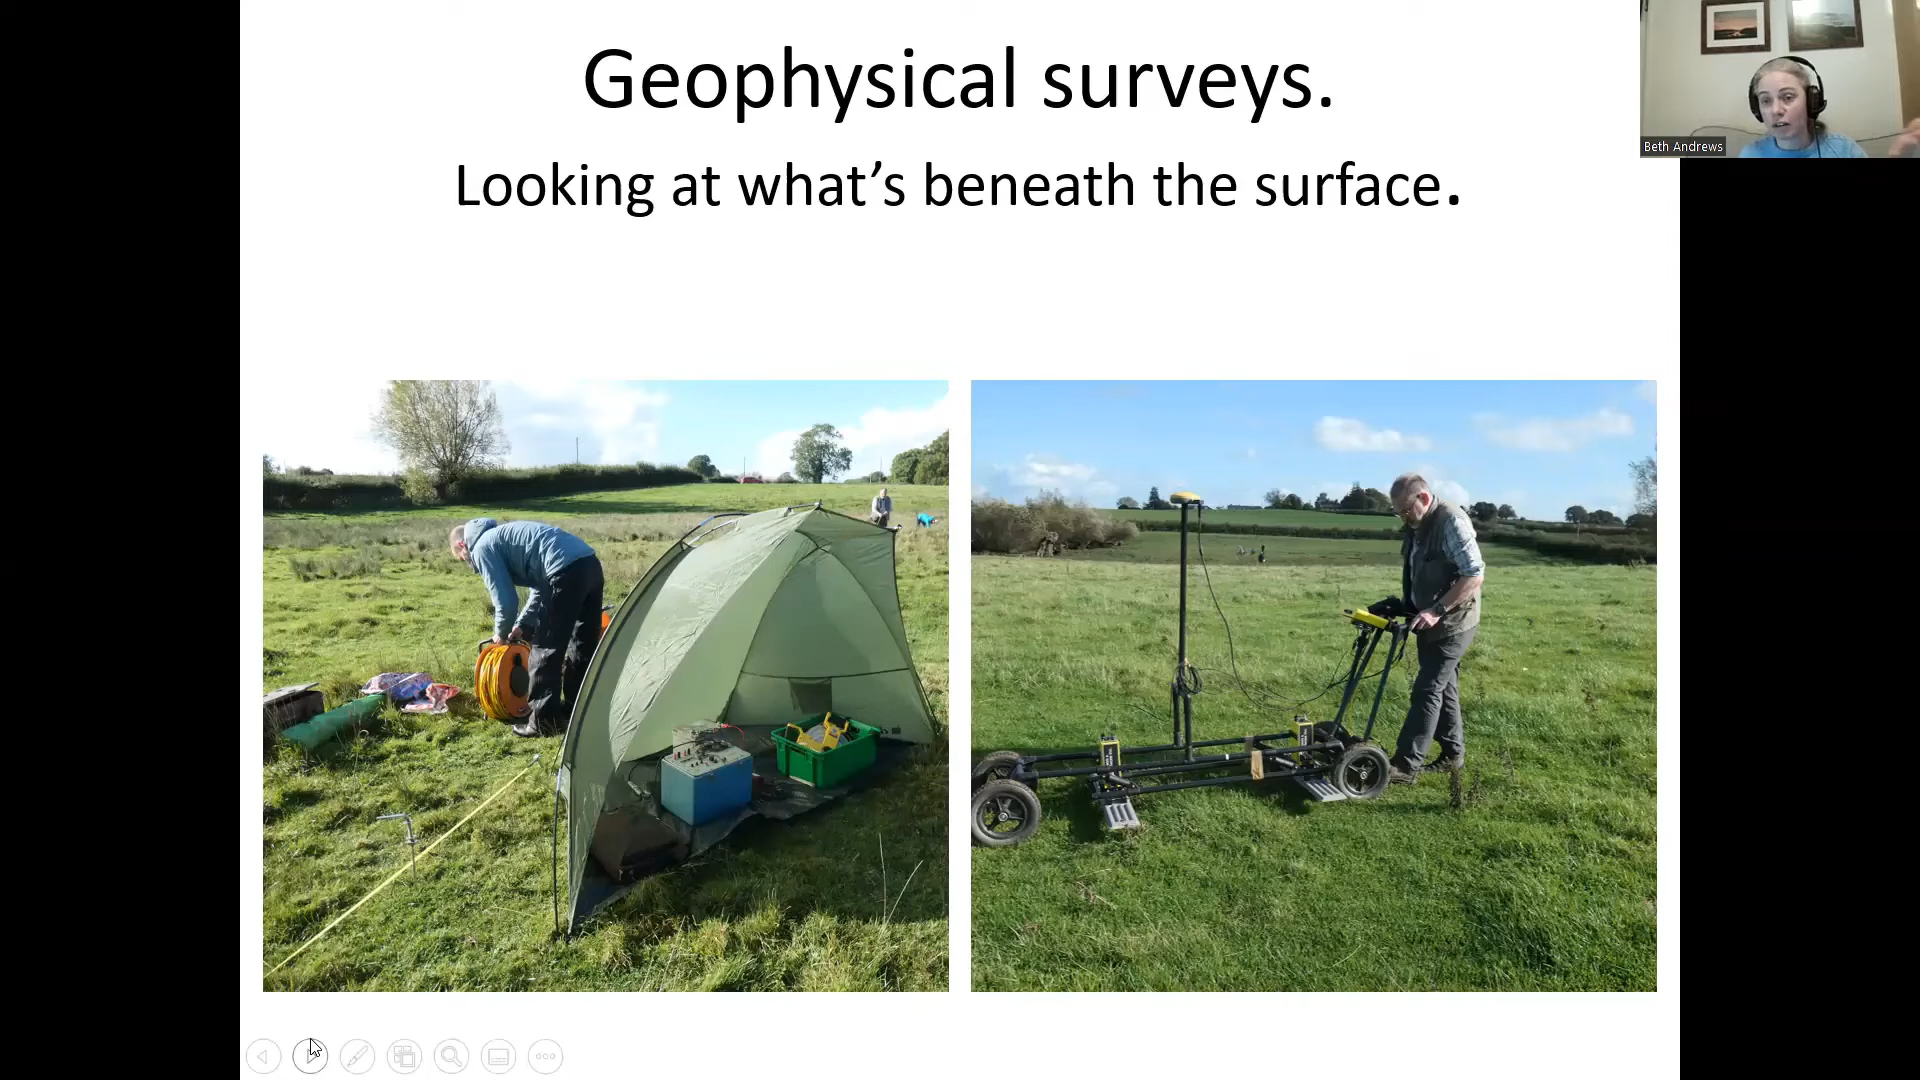 Geophysical surveys.
Looking at what’s beneath the surface.
Beth Andrews